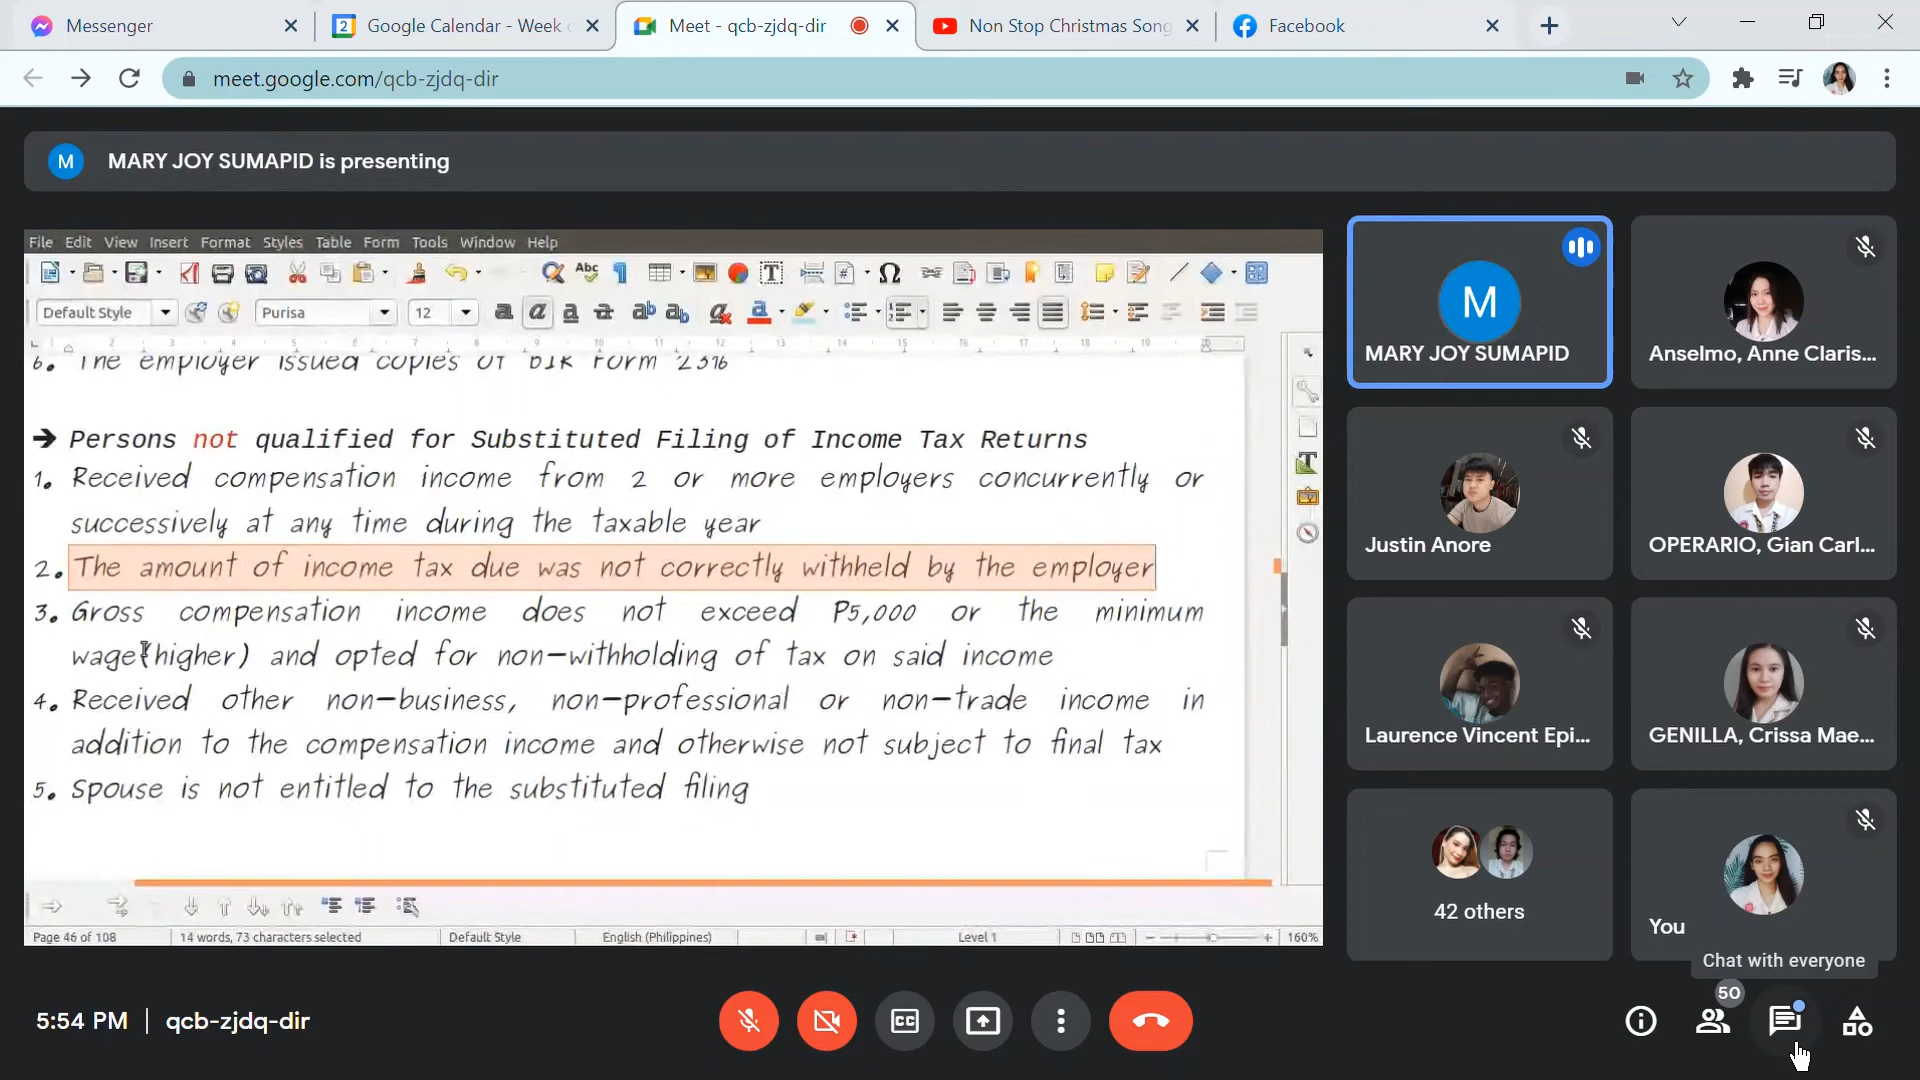 Messenger
Google Calendar - Week
Meet - qcb-zjdq-dir
Non Stop Christmas Song
Facebook
meet.google.com/qcb-zjdq-dir
M MARY JOY SUMAPID is presenting
File Edit View Insert Format Styles Table Form Tools Window Help
Default Style Purisa 12
6. The employer issued copies of BIR Form 2316
➔ Persons not qualified for Substituted Filing of Income Tax Returns
1. Received compensation income from 2 or more employers concurrently or
successively at any time during the taxable year
2. The amount of income tax due was not correctly withheld by the employer
3. Gross compensation income does not exceed P5,000 or the minimum
wage(higher) and opted for non-withholding of tax on said income
4. Received other non-business, non-professional or non-trade income in
addition to the compensation income and otherwise not subject to final tax
5. Spouse is not entitled to the substituted filing
Page 46 of 108 14 words, 73 characters selected Default Style English (Philippines) Level 1 160%
M
MARY JOY SUMAPID
Anselmo, Anne Claris...
Justin Anore
OPERARIO, Gian Carl...
Laurence Vincent Epi...
GENILLA, Crissa Mae...
42 others
You
Chat with everyone
50
5:54 PM | qcb-zjdq-dir